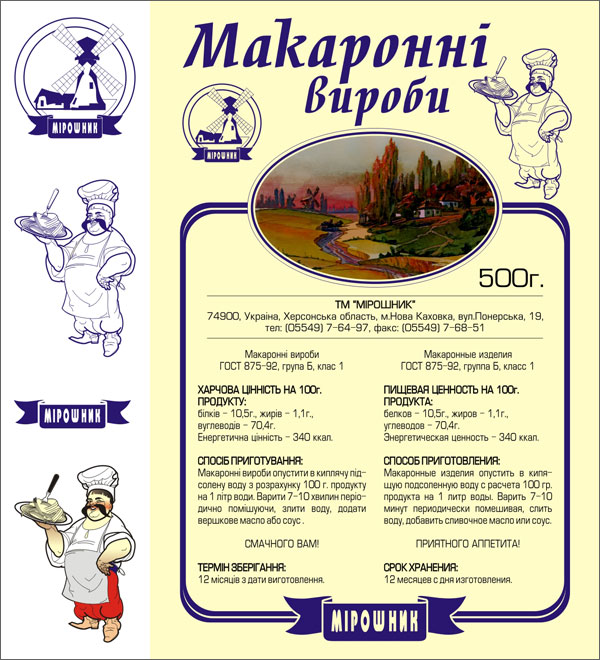 МІРОШНИК
МІРОШНИК
Макаронні
вироби
МІРОШНИК
500г.
ТМ "МІРОШНИК"
74900, Україна, Херсонська область, м.Нова Каховка, вул.Понерська, 19,
тел: (05549) 7-64-97, факс: (05549) 7-68-51
Макаронні вироби
ГОСТ 875-92, група Б, клас 1
ХАРЧОВА ЦІННІСТЬ НА 100г.
ПРОДУКТУ:
білків - 10,5г., жирів - 1,1г.,
вуглеводів - 70,4г.
Енергетична цінність - 340 ккал.
СПОСІБ ПРИГОТУВАННЯ:
Макаронні вироби опустити в киплячу під-
солену воду з розрахунку 100 г. продукту
на 1 літр води. Варити 7-10 хвилин періо-
дично помішуючи, злити воду, додати
вершкове масло або соус .
СМАЧНОГО ВАМ!
ТЕРМІН ЗБЕРІГАННЯ:
12 місяців з дати виготовлення.
Макаронные изделия
ГОСТ 875-92, группа Б, класс 1
ПИЩЕВАЯ ЦЕННОСТЬ НА 100г.
ПРОДУКТА:
белков - 10,5г., жиров - 1,1г.,
углеводов - 70,4г.
Энергетическая ценность - 340 ккал.
СПОСОБ ПРИГОТОВЛЕНИЯ:
Макаронные изделия опустить в кипя-
щую подсоленную воду с расчета 100 гр.
продукта на 1 литр воды. Варить 7-10
минут периодически помешивая, слить
воду, добавить сливочное масло или соус.
ПРИЯТНОГО АППЕТИТА!
СРОК ХРАНЕНИЯ:
12 месяцев с дня изготовления.
МІРОШНИК